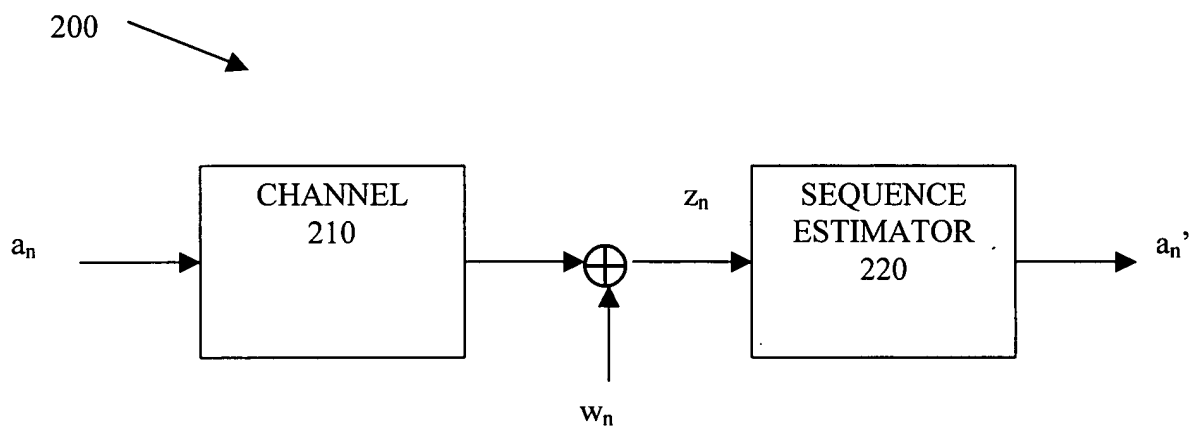 200
CHANNEL
210
SEQUENCE
ESTIMATOR
220
aₙ
zₙ
aₙ’
wₙ